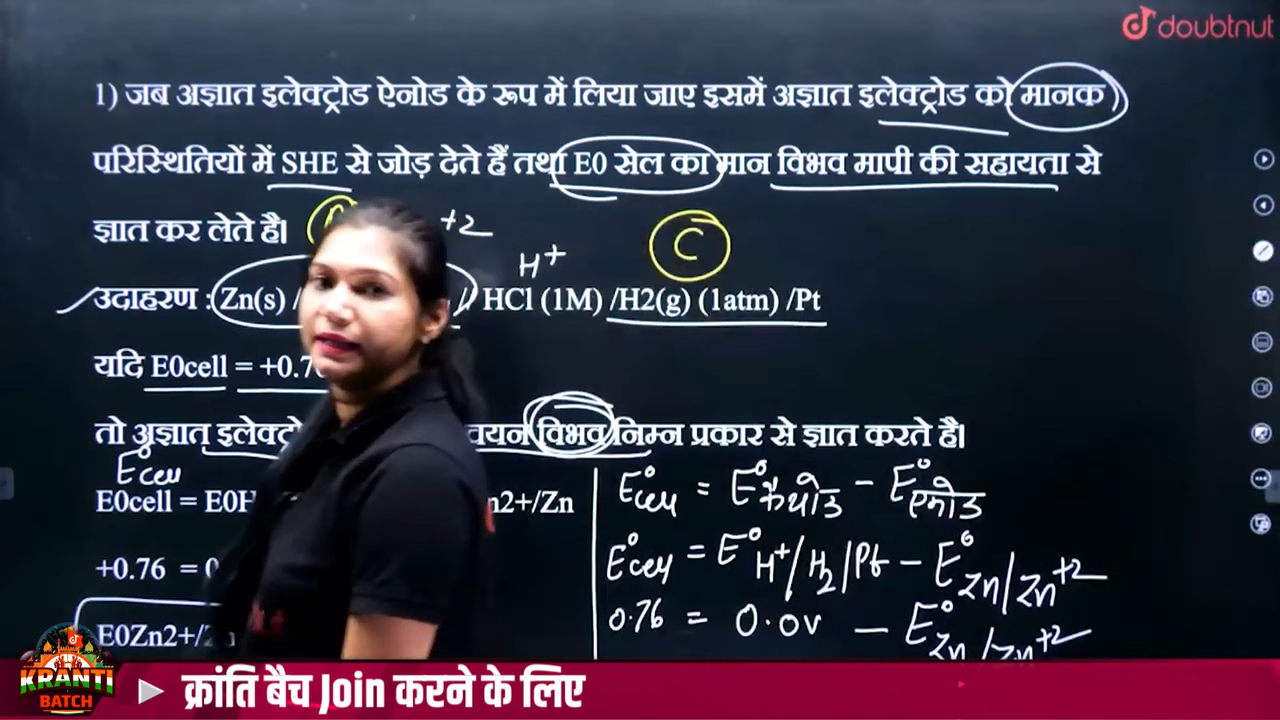 doubtnut
1) जब अज्ञात इलेक्ट्रोड ऐनोड के रूप में लिया जाए इसमें अज्ञात इलेक्ट्रोड को मानक
परिस्थितियों में SHE से जोड़ देते हैं तथा E0 सेल का मान विभव मापी की सहायता से
ज्ञात कर लेते है।
+2
H+
C
उदाहरण : Zn(s) / // HCl (1M) /H2(g) (1atm) /Pt
यदि E0cell = +0.7
तो अज्ञात विभव निम्न प्रकार से ज्ञात करते है।
E°cell
E0cell = E0H n2+/Zn
+0.76 = 0
E0Zn2+/Zn
E°cell = E°कैथोड - E°एनोड
E°cell = E°H+/H2/Pt - E°Zn/Zn+2
0.76 = 0.0V - E°Zn/Zn+2
KRANTI
BATCH
क्रांति बैच Join करने के लिए